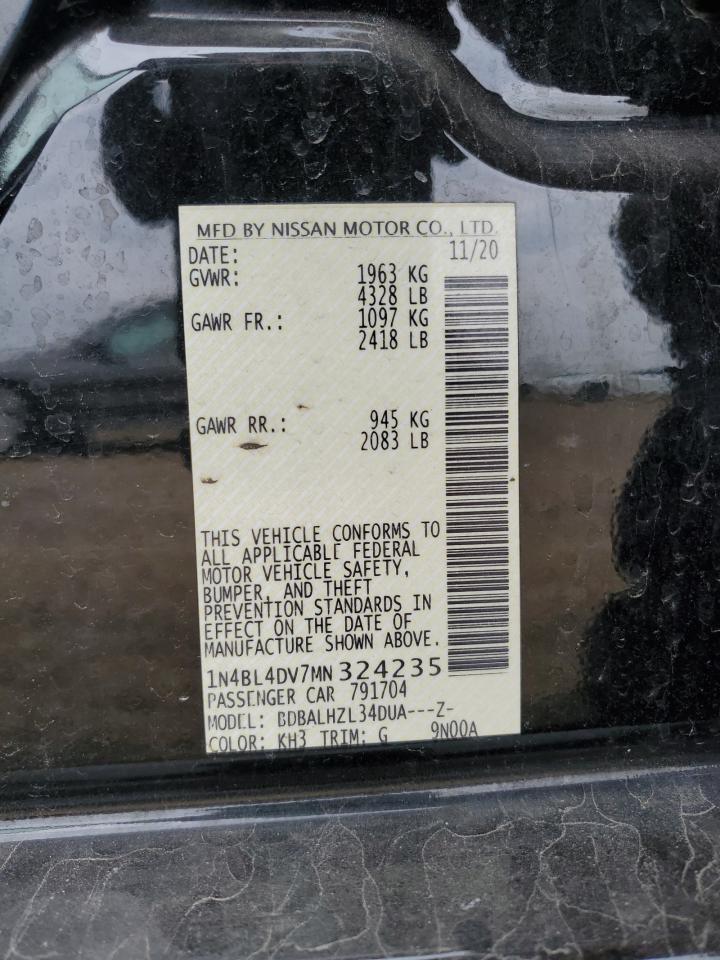 MFD BY NISSAN MOTOR CO., LTD.
DATE: 11/20
GVWR: 1963 KG
4328 LB
GAWR FR.: 1097 KG
2418 LB
GAWR RR.: 945 KG
2083 LB
THIS VEHICLE CONFORMS TO
ALL APPLICABLE FEDERAL
MOTOR VEHICLE SAFETY,
BUMPER, AND THEFT
PREVENTION STANDARDS IN
EFFECT ON THE DATE OF
MANUFACTURE SHOWN ABOVE.
1N4BL4DV7MN324235
PASSENGER CAR 791704
MODEL: BDBALHZL34DUA---Z-
COLOR: KH3 TRIM: G 9N00A